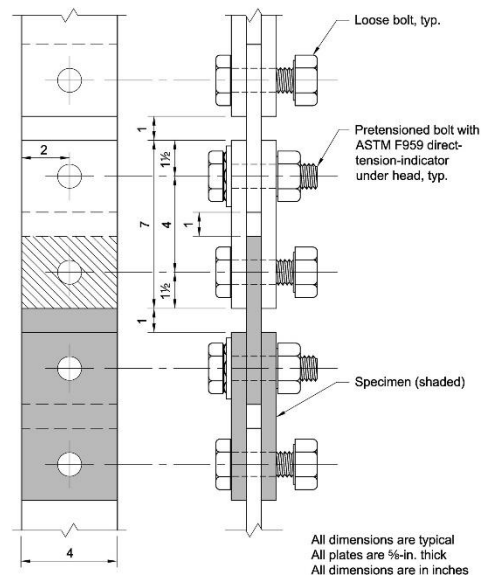 Loose bolt, typ.
Pretensioned bolt with
ASTM F959 direct-
tension-indicator
under head, typ.
2
1
1½
7
4
1
1½
1
Specimen (shaded)
4
All dimensions are typical
All plates are ⅝-in. thick
All dimensions are in inches